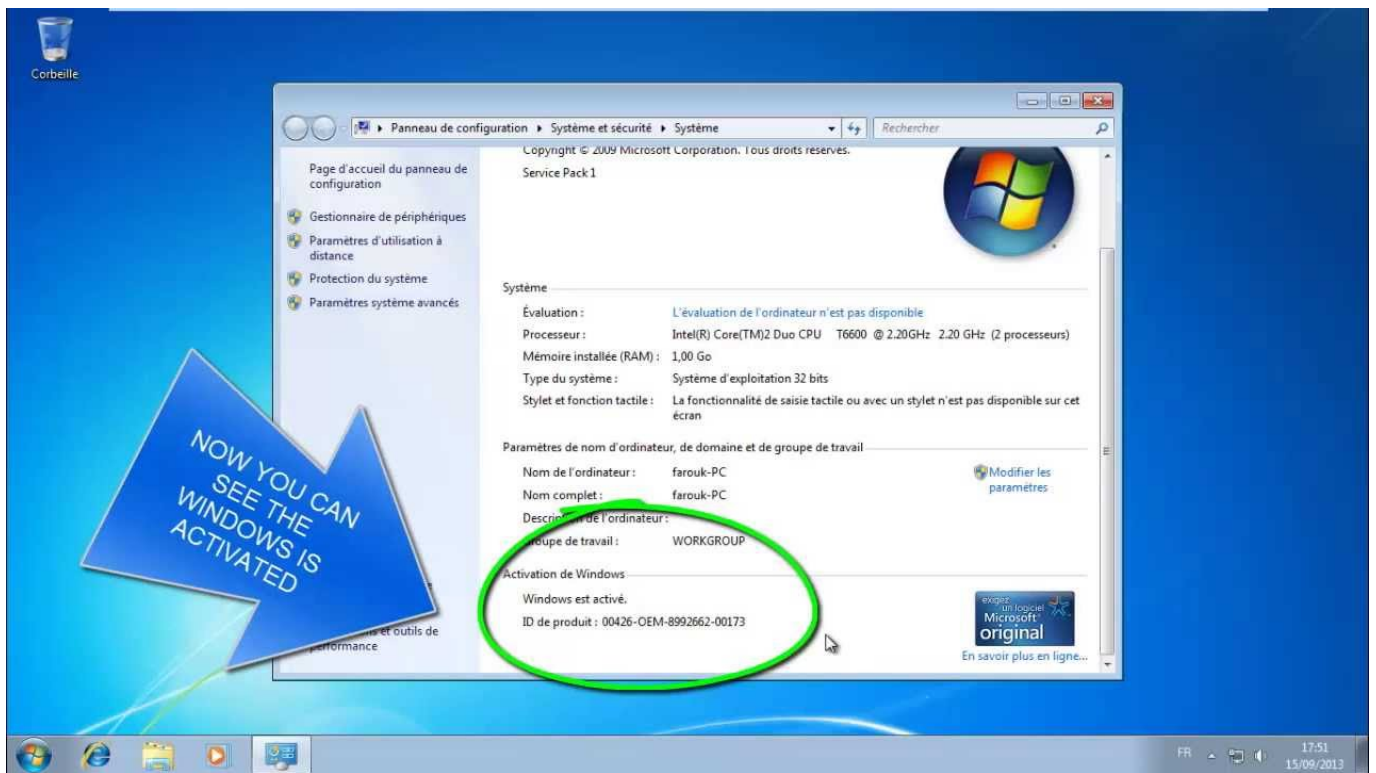 Corbeille
Panneau de configuration ▸ Système et sécurité ▸ Système
Rechercher
Page d'accueil du panneau de
configuration
Gestionnaire de périphériques
Paramètres d'utilisation à
distance
Protection du système
Paramètres système avancés
et outils de
performance
Copyright © 2009 Microsoft Corporation. Tous droits réservés.
Service Pack 1
Système
Évaluation : L'évaluation de l'ordinateur n'est pas disponible
Processeur : Intel(R) Core(TM)2 Duo CPU T6600 @ 2.20GHz 2.20 GHz (2 processeurs)
Mémoire installée (RAM) : 1,00 Go
Type du système : Système d'exploitation 32 bits
Stylet et fonction tactile : La fonctionnalité de saisie tactile ou avec un stylet n'est pas disponible sur cet
écran
Paramètres de nom d'ordinateur, de domaine et de groupe de travail
Nom de l'ordinateur : farouk-PC
Modifier les
paramètres
Nom complet : farouk-PC
Description de l'ordinateur :
Groupe de travail : WORKGROUP
Activation de Windows
Windows est activé.
ID de produit : 00426-OEM-8992662-00173
exigez
un logiciel
Microsoft
original
En savoir plus en ligne...
NOW YOU CAN
SEE THE
WINDOWS IS
ACTIVATED
FR
17:51
15/09/2013